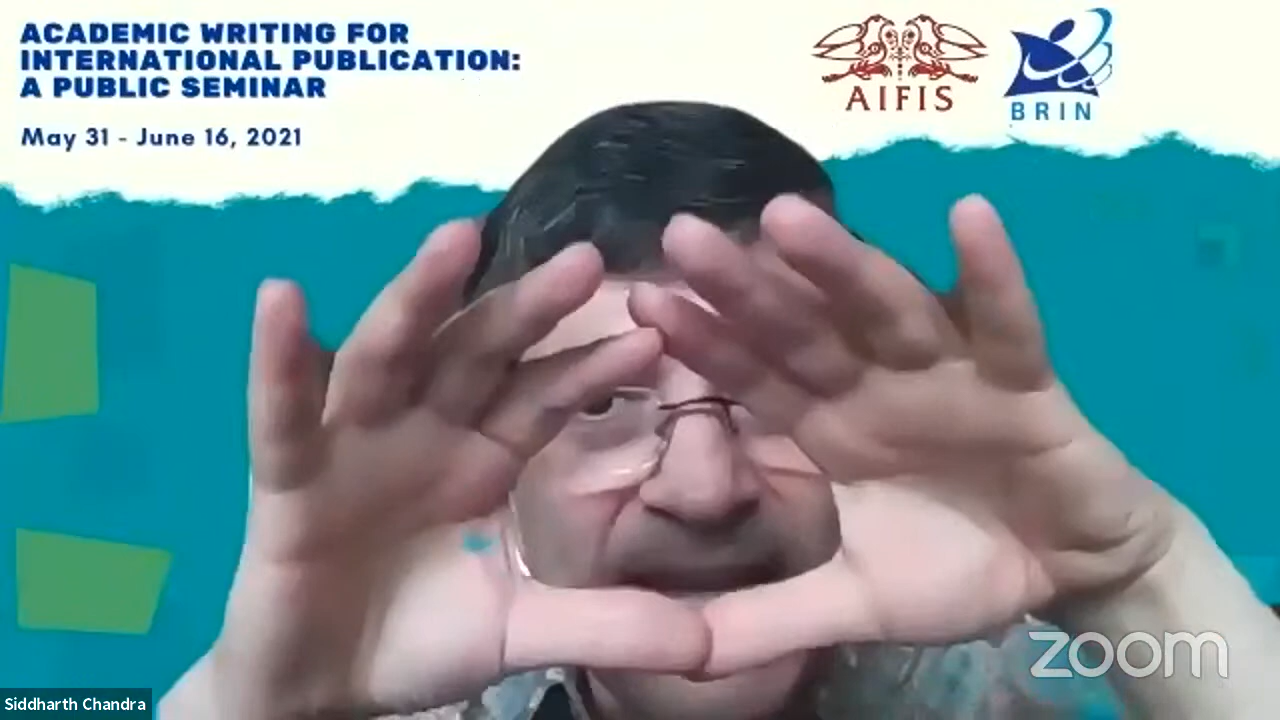 ACADEMIC WRITING FOR
INTERNATIONAL PUBLICATION:
A PUBLIC SEMINAR
May 31 - June 16, 2021
AIFIS
BRIN
zoom
Siddharth Chandra